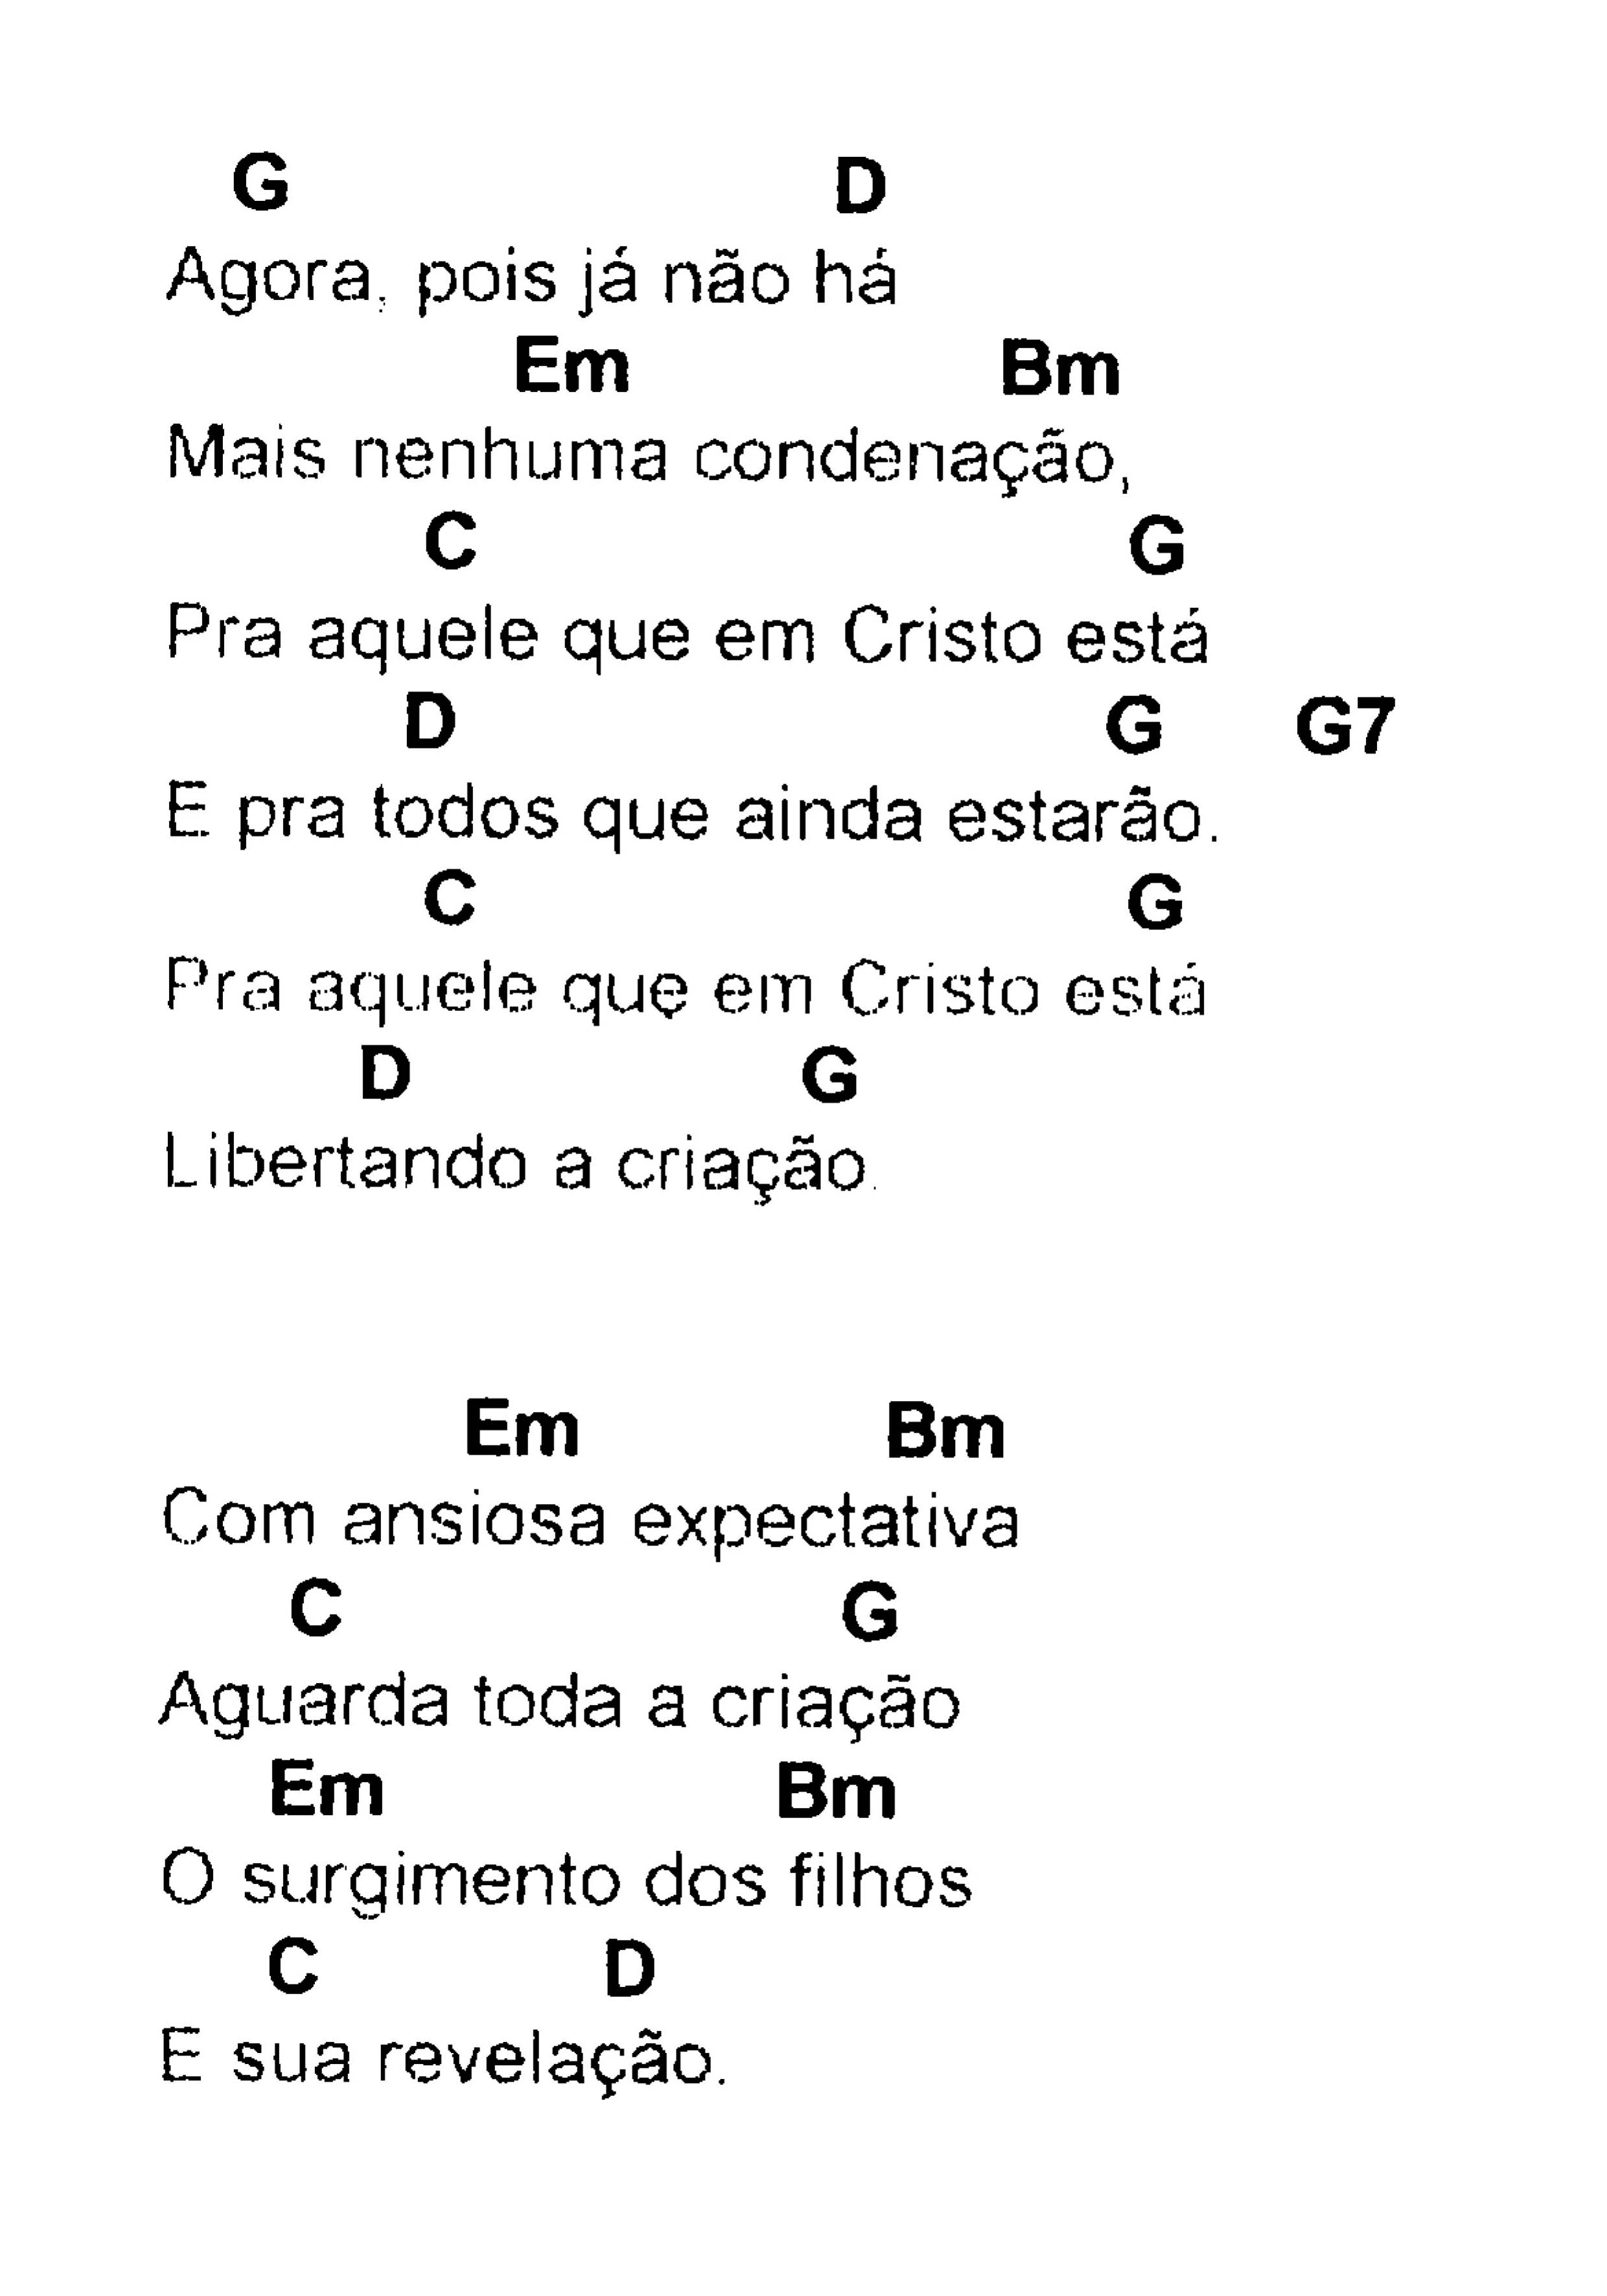 G D
Agora, pois já não há
Em Bm
Mais nenhuma condenação,
C G
Pra aquele que em Cristo está
D G G7
E pra todos que ainda estarão.
C G
Pra aquele que em Cristo está
D G
Libertando a criação.
Em Bm
Com ansiosa expectativa
C G
Aguarda toda a criação
Em Bm
O surgimento dos filhos
C D
E sua revelação.